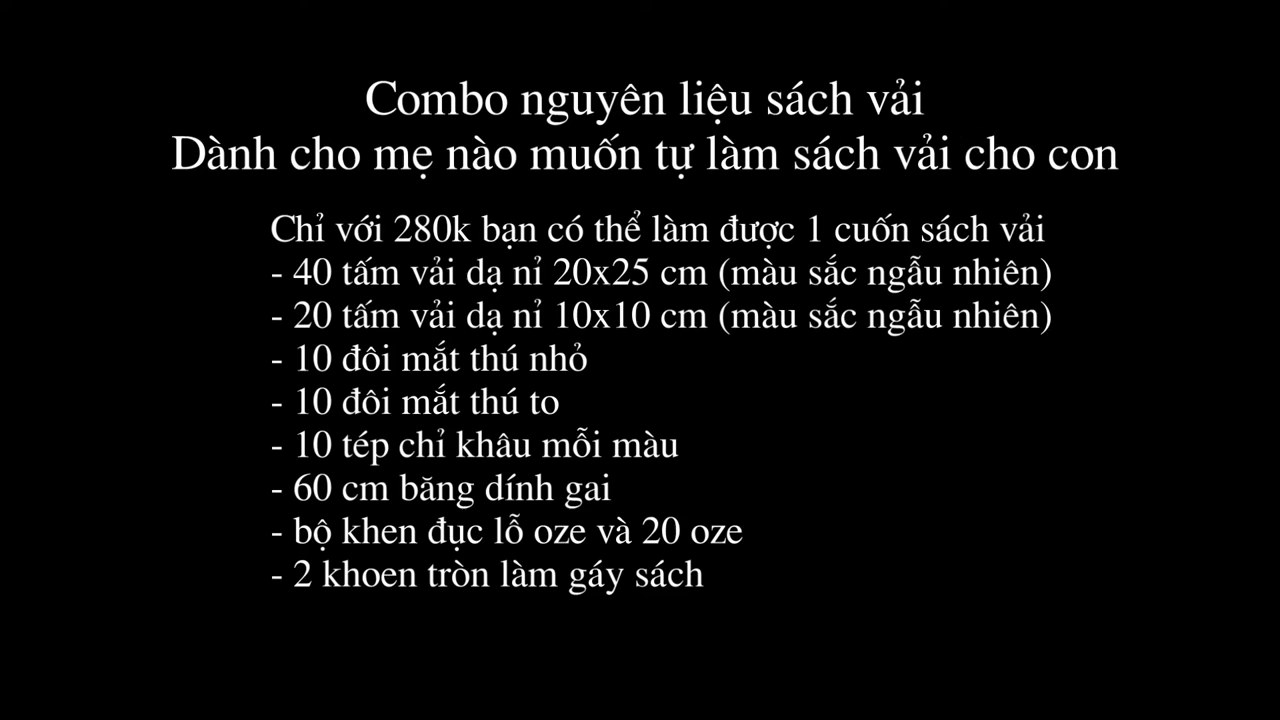 Combo nguyên liệu sách vải
Dành cho mẹ nào muốn tự làm sách vải cho con
Chỉ với 280k bạn có thể làm được 1 cuốn sách vải
- 40 tấm vải dạ nỉ 20x25 cm (màu sắc ngẫu nhiên)
- 20 tấm vải dạ nỉ 10x10 cm (màu sắc ngẫu nhiên)
- 10 đôi mắt thú nhỏ
- 10 đôi mắt thú to
- 10 tép chỉ khâu mỗi màu
- 60 cm băng dính gai
- bộ khen đục lỗ oze và 20 oze
- 2 khoen tròn làm gáy sách